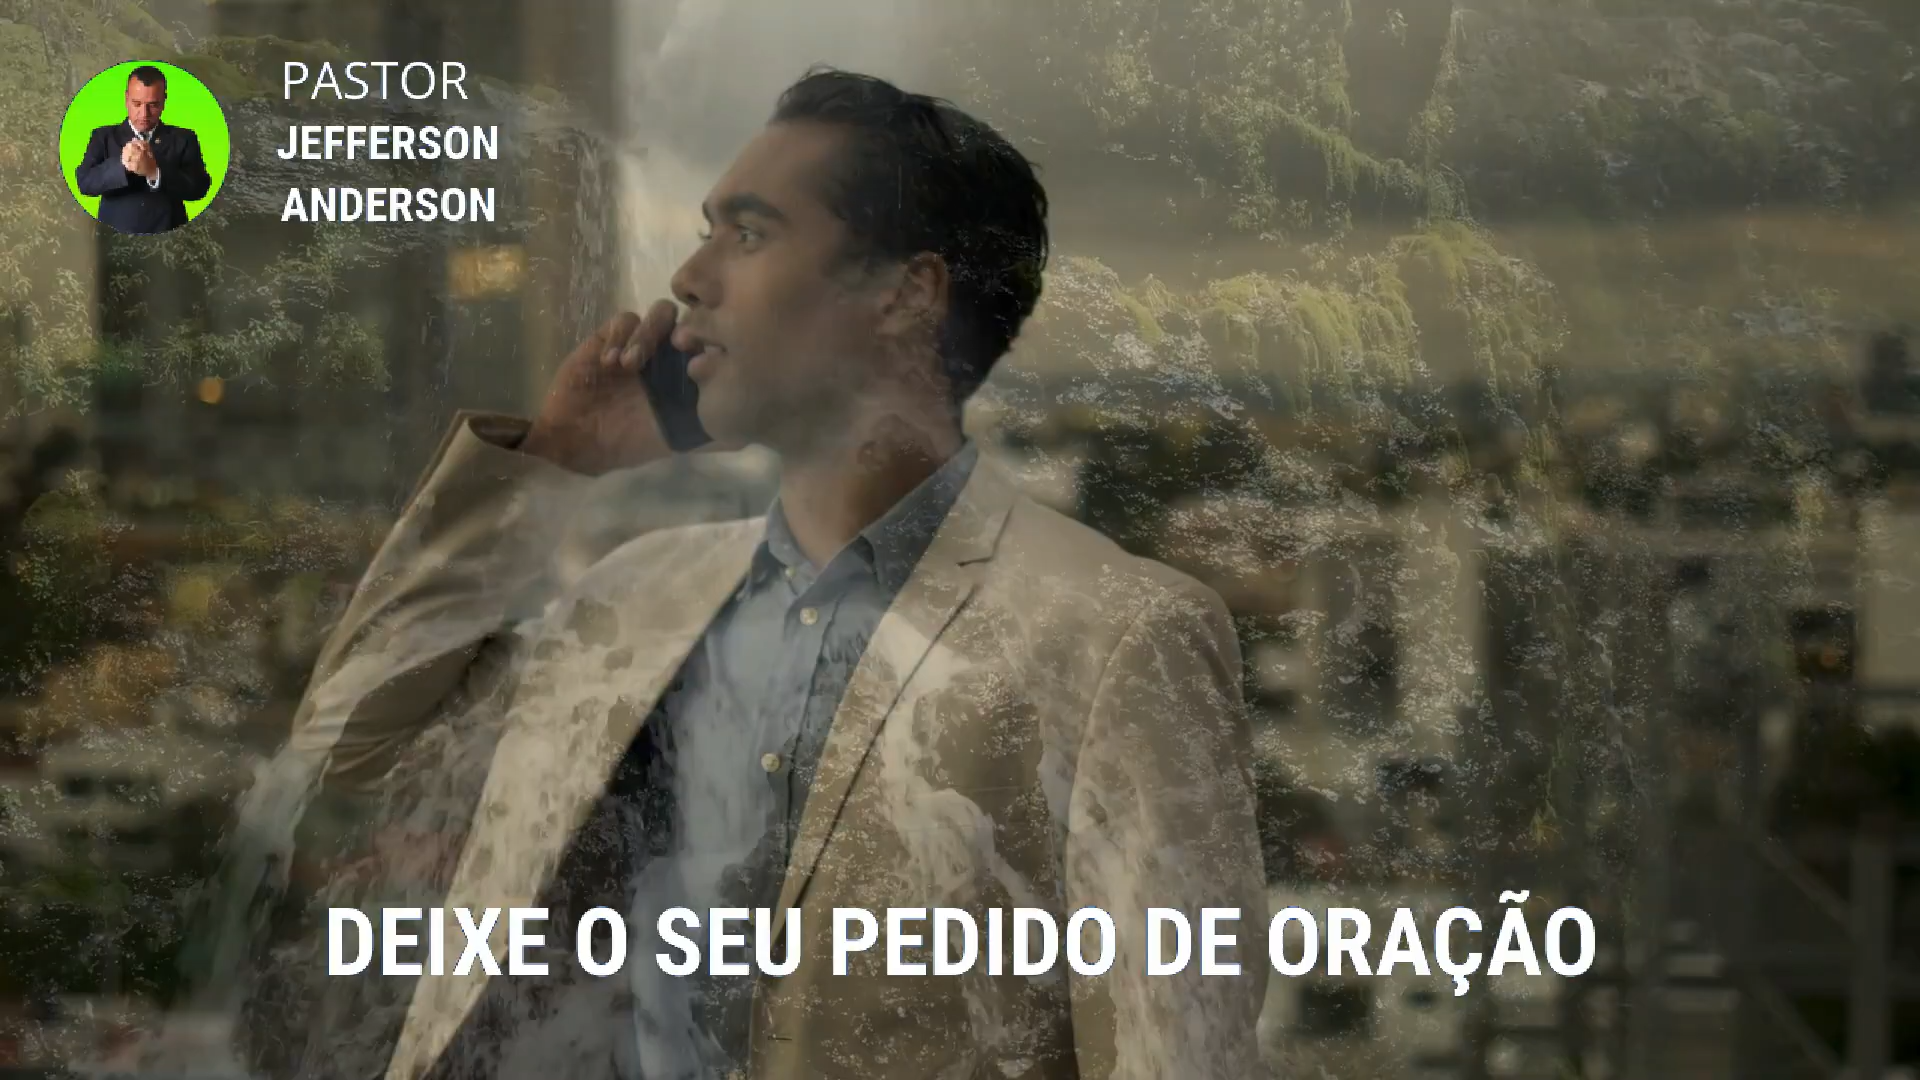 PASTOR
JEFFERSON
ANDERSON
DEIXE O SEU PEDIDO DE ORAÇÃO